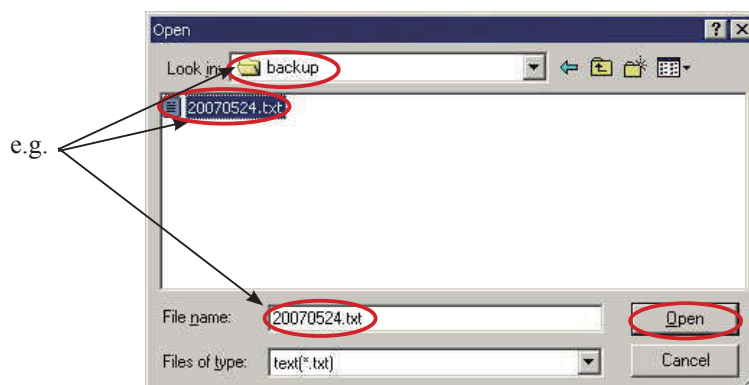 Open
Look in: backup
20070524.txt
e.g.
File name: 20070524.txt Open
Files of type: text(*.txt) Cancel